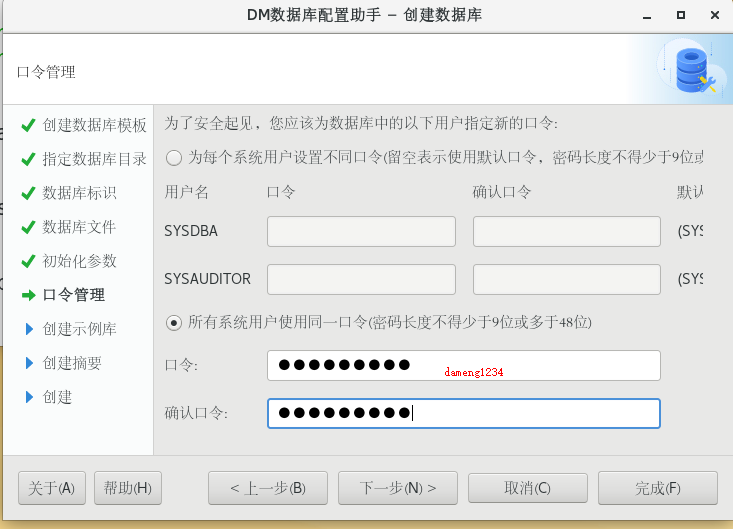 DM数据库配置助手 – 创建数据库
口令管理
创建数据库模板
指定数据库目录
数据库标识
数据库文件
初始化参数
口令管理
创建示例库
创建摘要
创建
为了安全起见，您应该为数据库中的以下用户指定新的口令:
为每个系统用户设置不同口令(留空表示使用默认口令，密码长度不得少于9位或
用户名 口令 确认口令 默认
SYSDBA (SYS
SYSAUDITOR (SYS
所有系统用户使用同一口令(密码长度不得少于9位或多于48位)
口令: ●●●●●●●●● dameng1234
确认口令: ●●●●●●●●●
关于(A) 帮助(H) < 上一步(B) 下一步(N) > 取消(C) 完成(F)